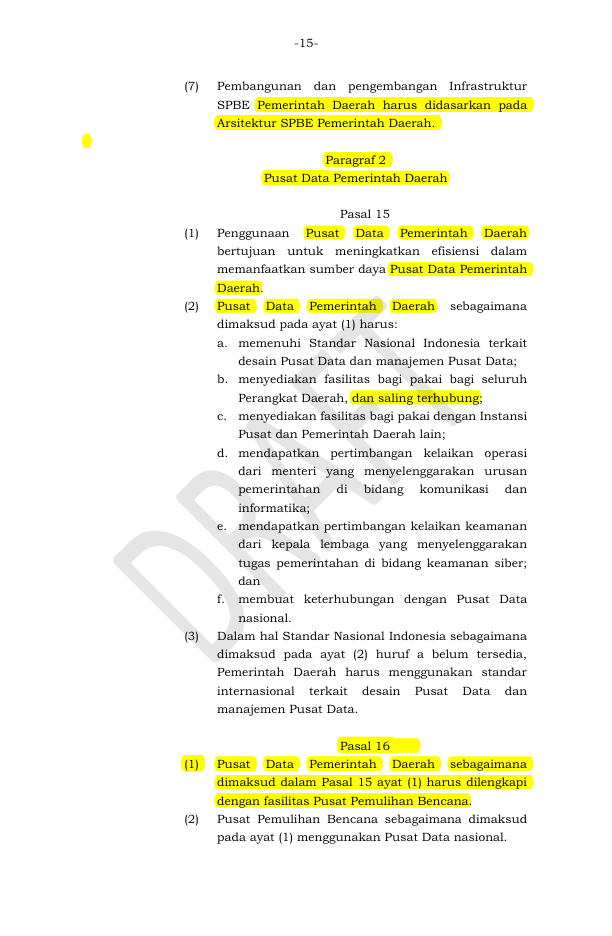 -15-
(7) Pembangunan dan pengembangan Infrastruktur
SPBE Pemerintah Daerah harus didasarkan pada
Arsitektur SPBE Pemerintah Daerah.
Paragraf 2
Pusat Data Pemerintah Daerah
Pasal 15
(1) Penggunaan Pusat Data Pemerintah Daerah
bertujuan untuk meningkatkan efisiensi dalam
memanfaatkan sumber daya Pusat Data Pemerintah
Daerah.
(2) Pusat Data Pemerintah Daerah sebagaimana
dimaksud pada ayat (1) harus:
a. memenuhi Standar Nasional Indonesia terkait
desain Pusat Data dan manajemen Pusat Data;
b. menyediakan fasilitas bagi pakai bagi seluruh
Perangkat Daerah, dan saling terhubung;
c. menyediakan fasilitas bagi pakai dengan Instansi
Pusat dan Pemerintah Daerah lain;
d. mendapatkan pertimbangan kelaikan operasi
dari menteri yang menyelenggarakan urusan
pemerintahan di bidang komunikasi dan
informatika;
e. mendapatkan pertimbangan kelaikan keamanan
dari kepala lembaga yang menyelenggarakan
tugas pemerintahan di bidang keamanan siber;
dan
f. membuat keterhubungan dengan Pusat Data
nasional.
(3) Dalam hal Standar Nasional Indonesia sebagaimana
dimaksud pada ayat (2) huruf a belum tersedia,
Pemerintah Daerah harus menggunakan standar
internasional terkait desain Pusat Data dan
manajemen Pusat Data.
Pasal 16
(1) Pusat Data Pemerintah Daerah sebagaimana
dimaksud dalam Pasal 15 ayat (1) harus dilengkapi
dengan fasilitas Pusat Pemulihan Bencana.
(2) Pusat Pemulihan Bencana sebagaimana dimaksud
pada ayat (1) menggunakan Pusat Data nasional.
DRAFT